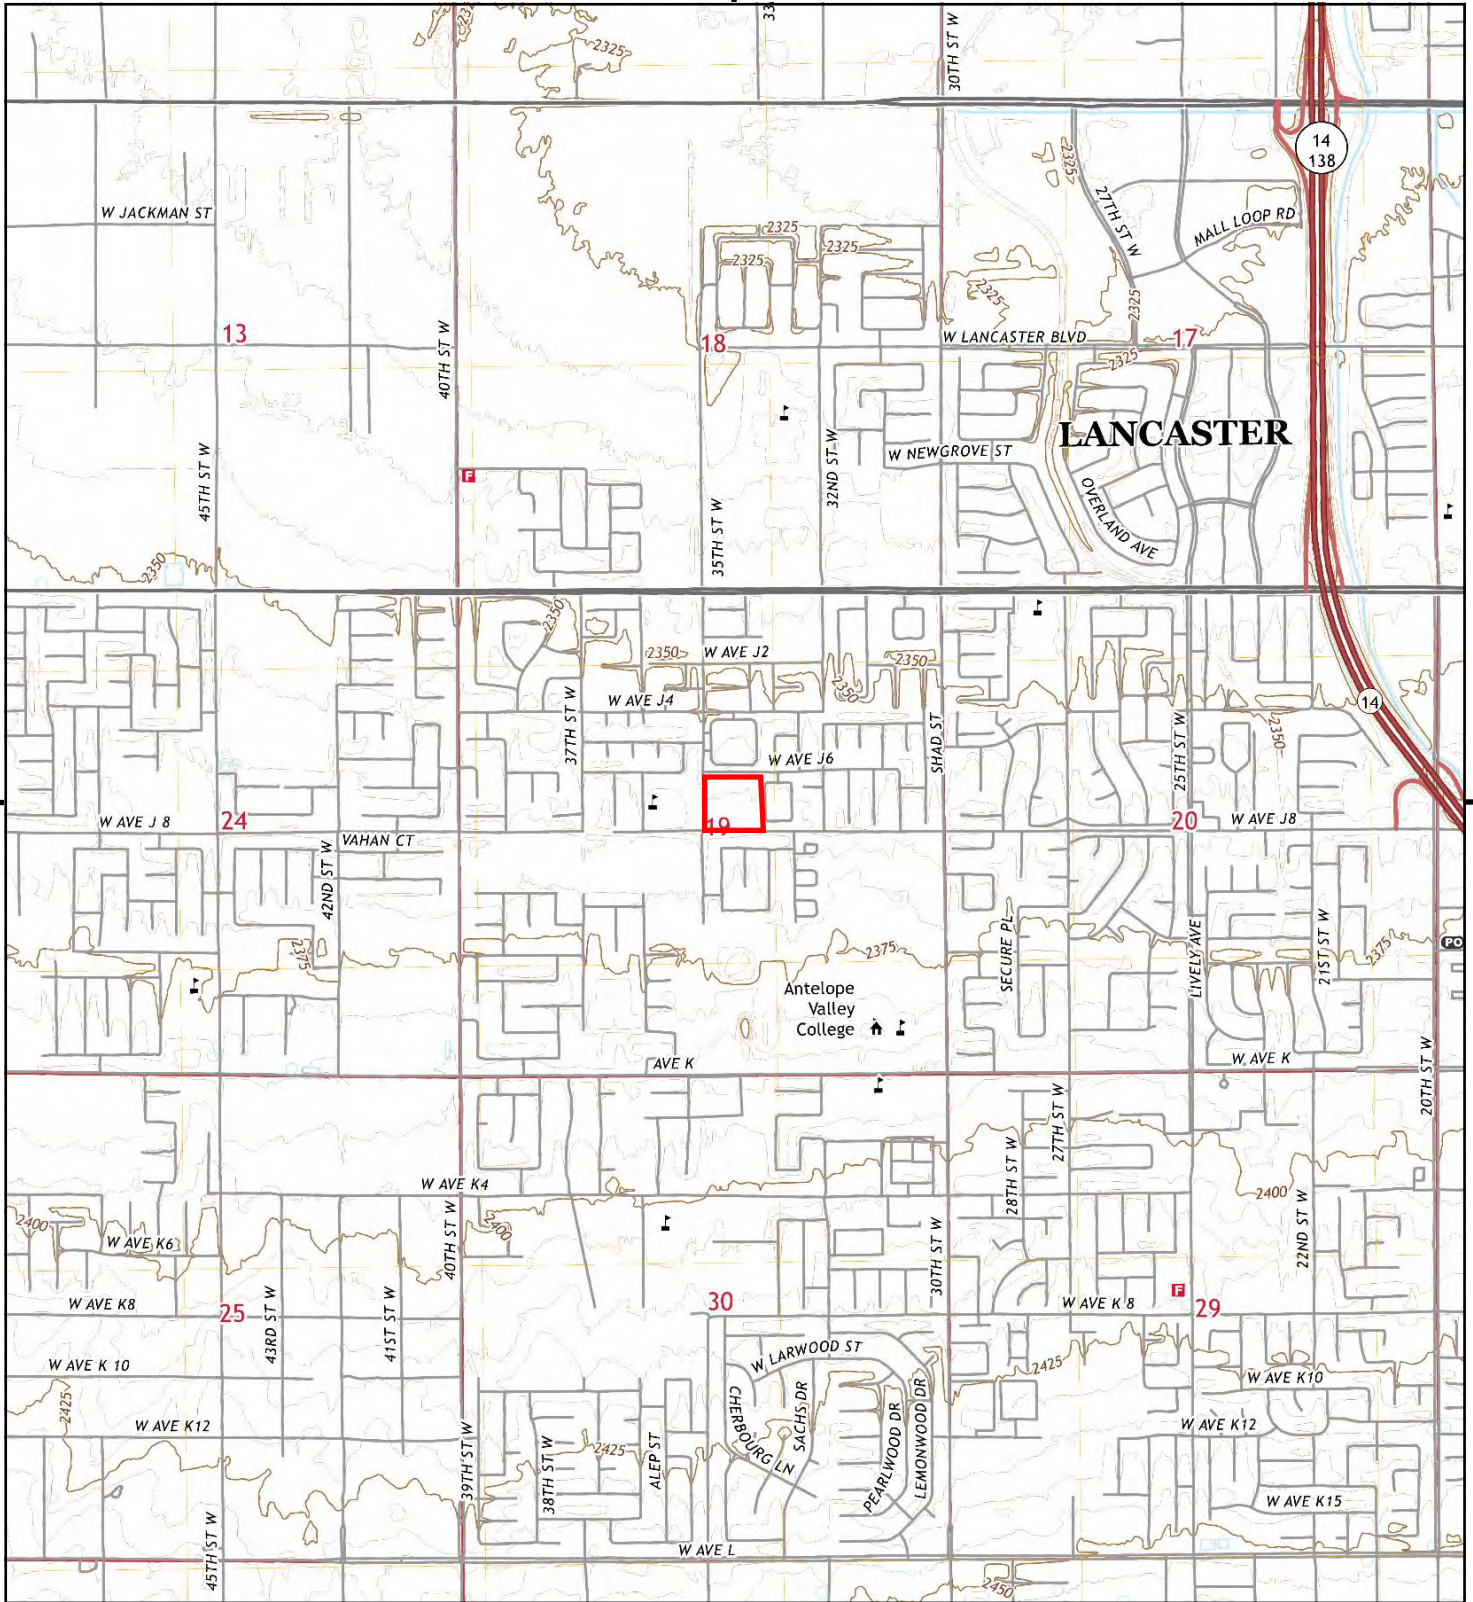 33
30TH ST W
2325
14
138
2325
27TH ST W
W JACKMAN ST
MALL LOOP RD
2325
2325
2325
2325
2325
13
40TH ST W
18
W LANCASTER BLVD
17
2325
LANCASTER
45TH ST W
32ND ST W
W NEWGROVE ST
F
35TH ST W
OVERLAND AVE
2350
2350
2350
W AVE J2
2350
2350
W AVE J4
37TH ST W
14
SHAD ST
25TH ST W
2350
W AVE J6
W AVE J 8
24
19
20
W AVE J8
VAHAN CT
42ND ST W
2375
2375
SECURE PL
LIVELY AVE
21ST ST W
2375
PO
Antelope
Valley
College
AVE K
W AVE K
20TH ST W
27TH ST W
28TH ST W
W AVE K4
2400
2400
2400
W AVE K6
40TH ST W
30TH ST W
22ND ST W
F
W AVE K8
25
43RD ST W
41ST ST W
30
W AVE K 8
29
W AVE K 10
W LARWOOD ST
2425
W AVE K10
2425
W AVE K12
CHERBOURG LN
SACHS DR
PEARLWOOD DR
LEMONWOOD DR
W AVE K12
39TH ST W
38TH ST W
2425
ALEP ST
W AVE K15
45TH ST W
W AVE L
2450